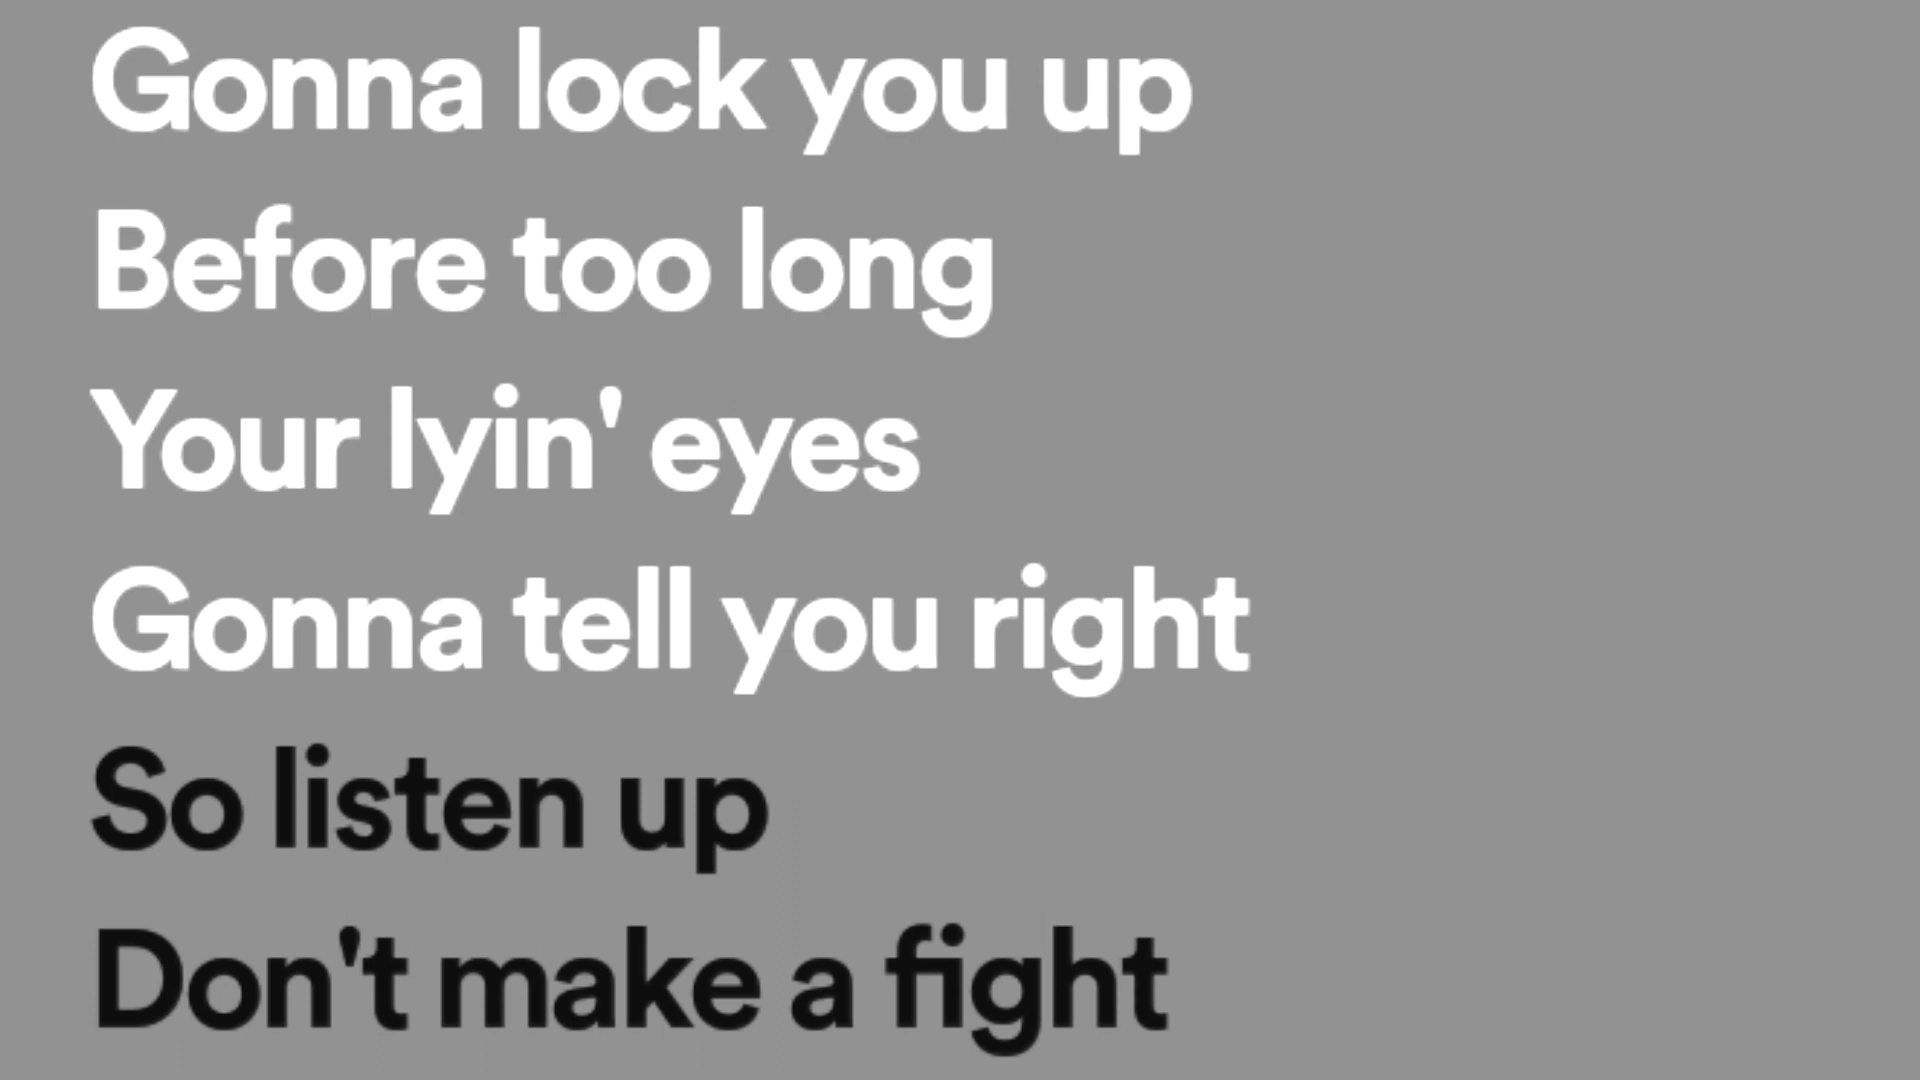 Gonna lock you up
Before too long
Your lyin' eyes
Gonna tell you right
So listen up
Don't make a fight